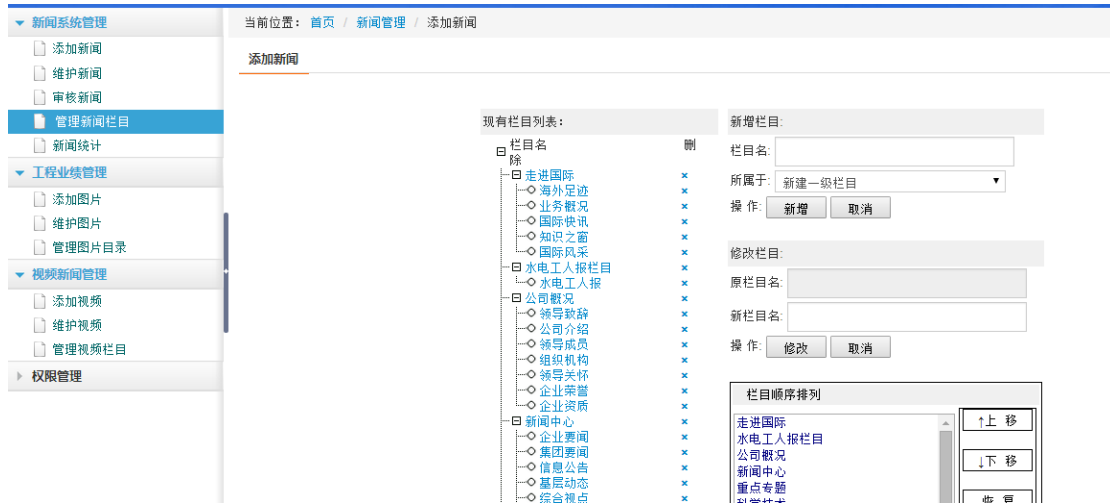 新闻系统管理
添加新闻
维护新闻
审核新闻
管理新闻栏目
新闻统计
工程业绩管理
添加图片
维护图片
管理图片目录
视频新闻管理
添加视频
维护视频
管理视频栏目
权限管理
当前位置： 首页 / 新闻管理 / 添加新闻
添加新闻
现有栏目列表：
栏目名 删
除
走进国际 ×
海外足迹 ×
业务概况 ×
国际快讯 ×
知识之窗 ×
国际风采 ×
水电工人报栏目 ×
水电工人报 ×
公司概况 ×
领导致辞 ×
公司介绍 ×
领导成员 ×
组织机构 ×
领导关怀 ×
企业荣誉 ×
企业资质 ×
新闻中心 ×
企业要闻 ×
集团要闻 ×
信息公告 ×
基层动态 ×
综合视点 ×
新增栏目:
栏目名:
所属于: 新建一级栏目
操 作: 新增 取消
修改栏目:
原栏目名:
新栏目名:
操 作: 修改 取消
栏目顺序排列
走进国际
水电工人报栏目
公司概况
新闻中心
重点专题
科学技术
↑上 移
↓下 移
恢 复